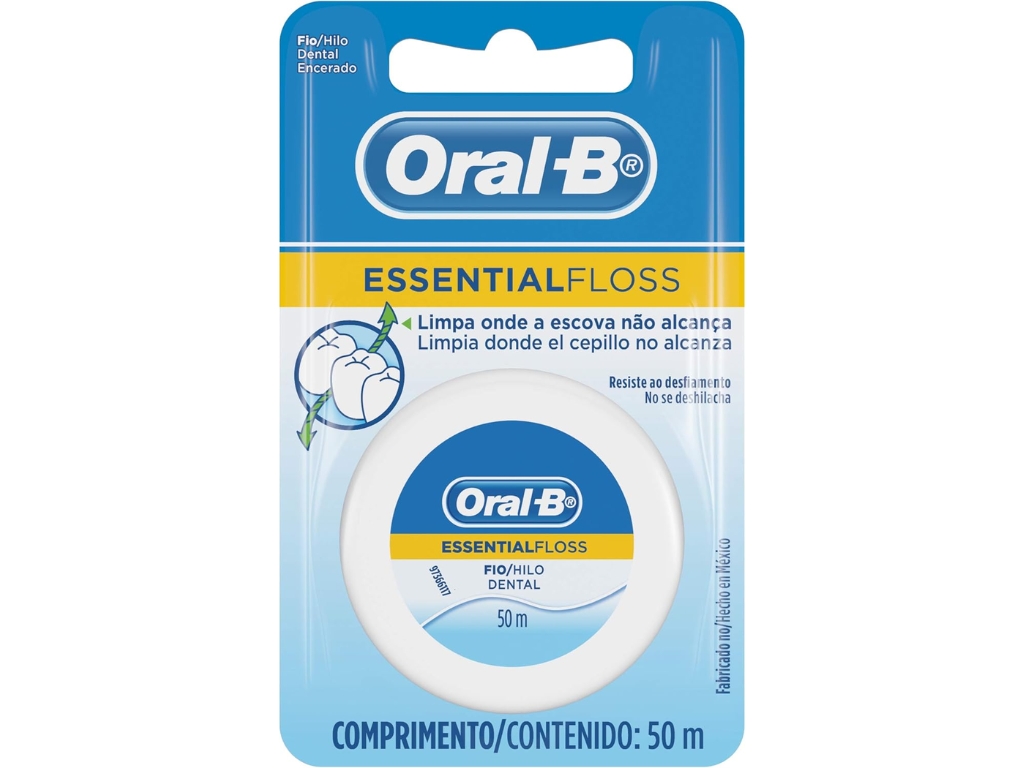 Fio/Hilo
Dental
Encerado
Oral-B®
ESSENTIALFLOSS
Limpa onde a escova não alcança
Limpia donde el cepillo no alcanza
Resiste ao desfiamento
No se deshilacha
Oral-B®
ESSENTIALFLOSS
FIO/HILO
DENTAL
97366117
50 m
Fabricado no/Hecho en México
COMPRIMENTO/CONTENIDO: 50 m